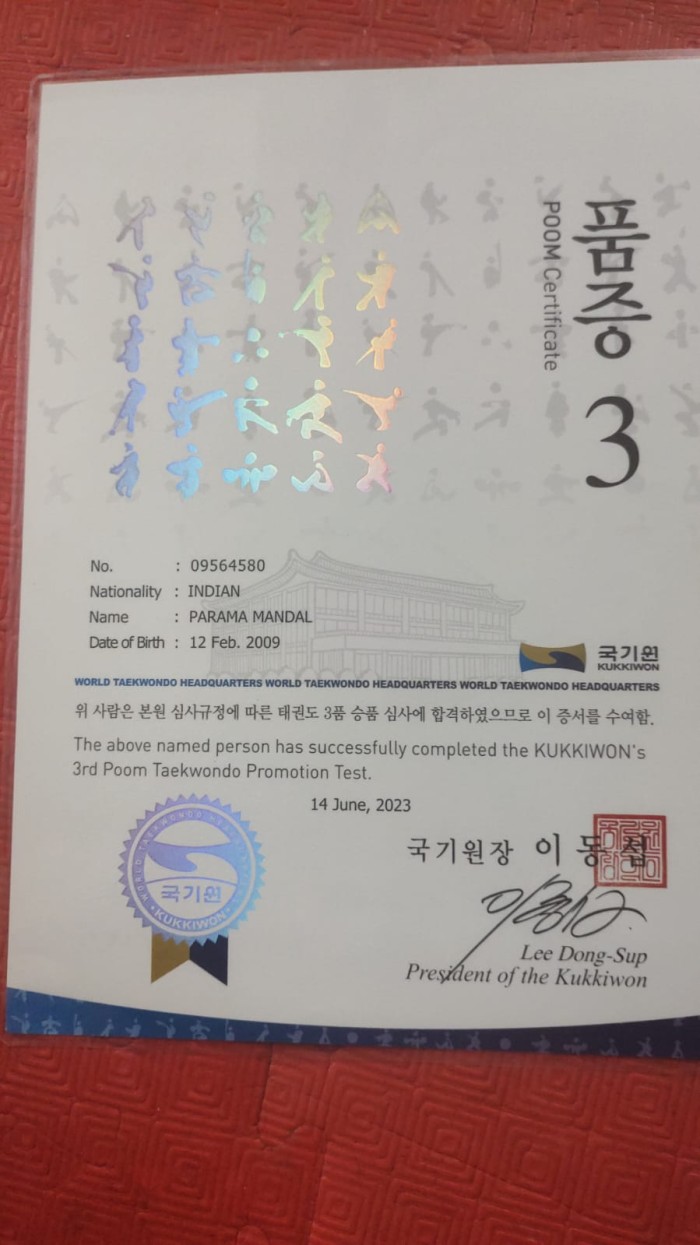 품증 3
POOM Certificate
No. : 09564580
Nationality : INDIAN
Name : PARAMA MANDAL
Date of Birth : 12 Feb. 2009
국기원
KUKKIWON
WORLD TAEKWONDO HEADQUARTERS WORLD TAEKWONDO HEADQUARTERS WORLD TAEKWONDO HEADQUARTERS
위 사람은 본원 심사규정에 따른 태권도 3품 승품 심사에 합격하였으므로 이 증서를 수여함.
The above named person has successfully completed the KUKKIWON's
3rd Poom Taekwondo Promotion Test.
14 June, 2023
국기원장 이동섭
Lee Dong-Sup
President of the Kukkiwon
WORLD TAEKWONDO HEADQUARTERS
국기원
KUKKIWON